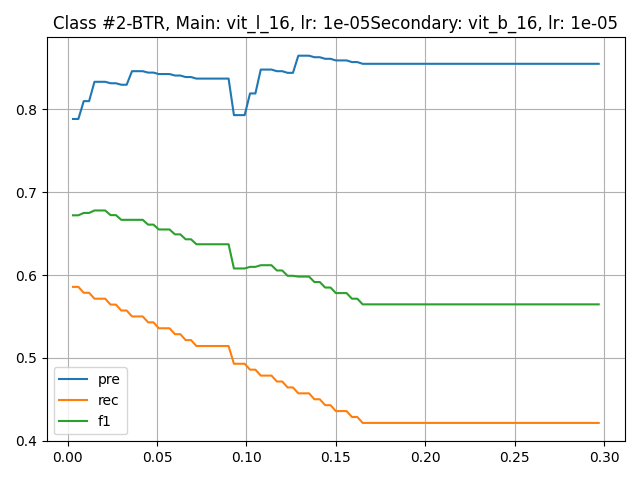 Class #2-BTR, Main: vit_l_16, lr: 1e-05Secondary: vit_b_16, lr: 1e-05
0.8
0.7
0.6
0.5
0.4
pre
rec
f1
0.00 0.05 0.10 0.15 0.20 0.25 0.30